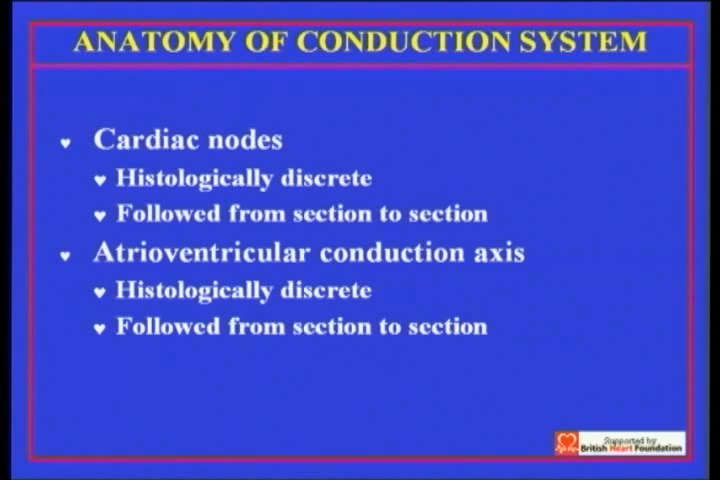 ANATOMY OF CONDUCTION SYSTEM
Cardiac nodes
Histologically discrete
Followed from section to section
Atrioventricular conduction axis
Histologically discrete
Followed from section to section
Supported by
British Heart Foundation